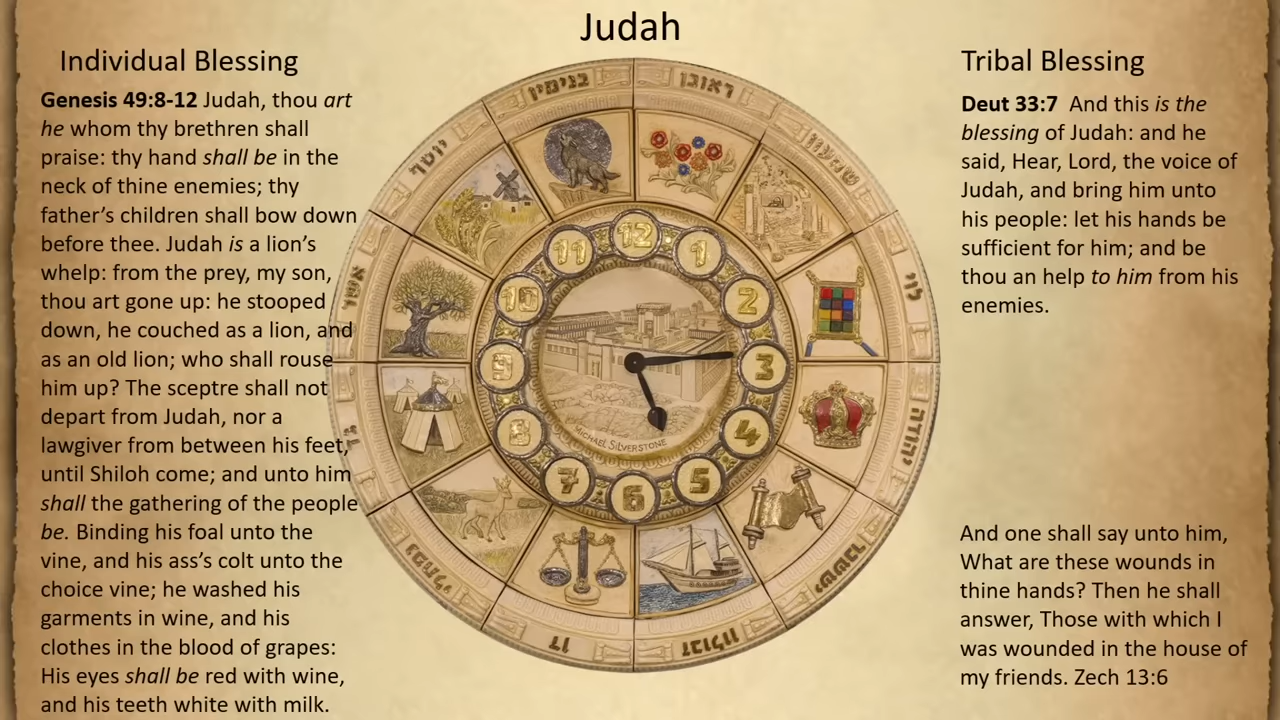 Judah
Individual Blessing
Genesis 49:8-12 Judah, thou art
he whom thy brethren shall
praise: thy hand shall be in the
neck of thine enemies; thy
father’s children shall bow down
before thee. Judah is a lion’s
whelp: from the prey, my son,
thou art gone up: he stooped
down, he couched as a lion, and
as an old lion; who shall rouse
him up? The sceptre shall not
depart from Judah, nor a
lawgiver from between his feet,
until Shiloh come; and unto him
shall the gathering of the people
be. Binding his foal unto the
vine, and his ass’s colt unto the
choice vine; he washed his
garments in wine, and his
clothes in the blood of grapes:
His eyes shall be red with wine,
and his teeth white with milk.
בנימין
ראובן
שמעון
לוי
יהודה
יששכר
זבולון
דן
נפתלי
אשר
יוסף
12
1
2
3
4
5
6
7
8
9
10
11
MICHAEL SILVERSTONE
Tribal Blessing
Deut 33:7 And this is the
blessing of Judah: and he
said, Hear, Lord, the voice of
Judah, and bring him unto
his people: let his hands be
sufficient for him; and be
thou an help to him from his
enemies.
And one shall say unto him,
What are these wounds in
thine hands? Then he shall
answer, Those with which I
was wounded in the house of
my friends. Zech 13:6